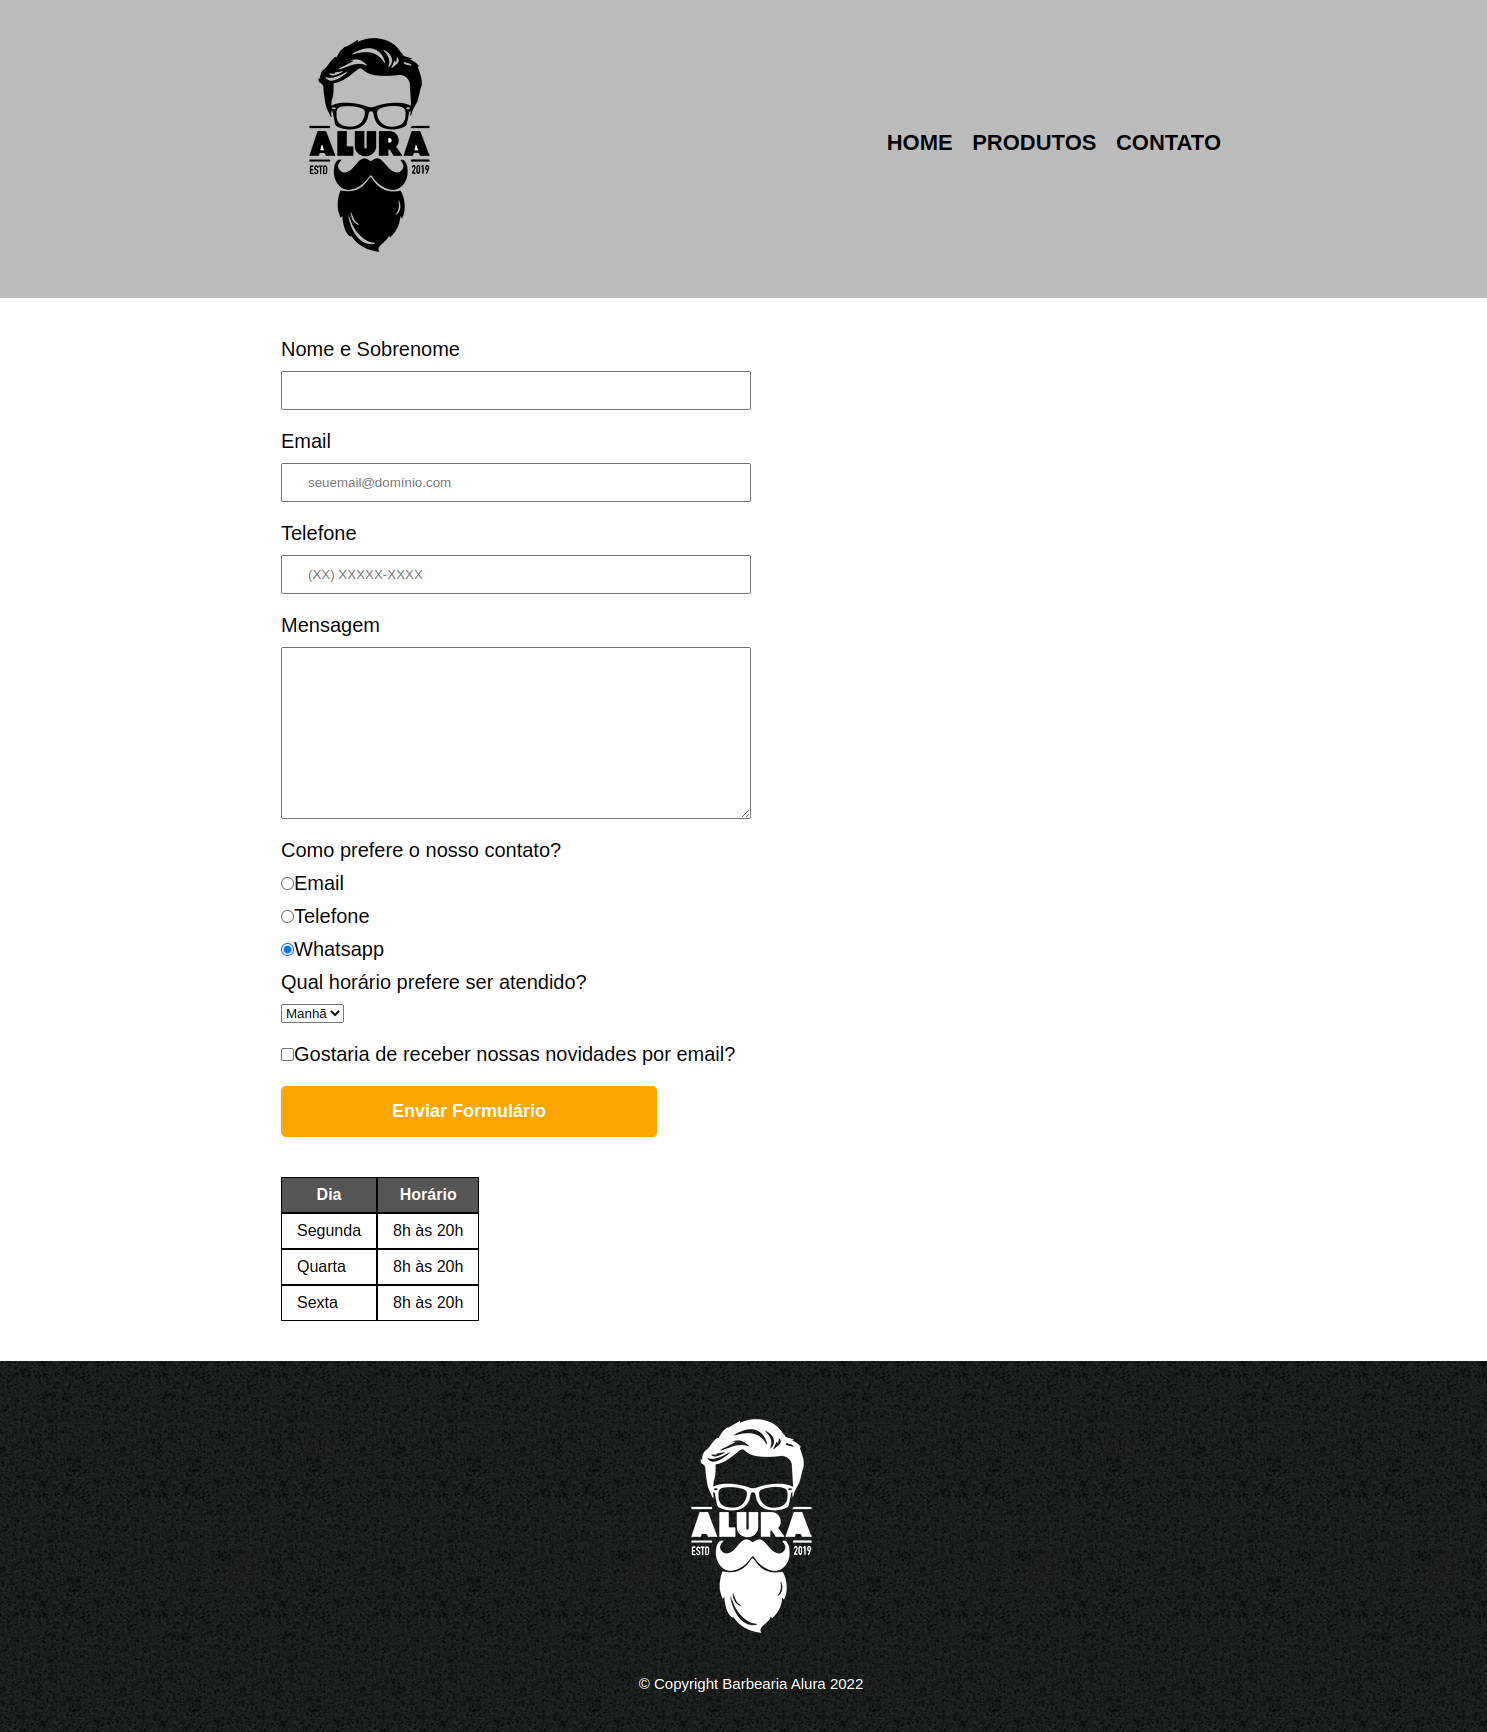 ALURA
ESTD 2019
HOME PRODUTOS CONTATO
Nome e Sobrenome
Email
seuemail@domínio.com
Telefone
(XX) XXXXX-XXXX
Mensagem
Como prefere o nosso contato?
Email
Telefone
Whatsapp
Qual horário prefere ser atendido?
Manhã
Gostaria de receber nossas novidades por email?
Enviar Formulário
Dia Horário
Segunda 8h às 20h
Quarta 8h às 20h
Sexta 8h às 20h
ALURA
ESTD 2019
© Copyright Barbearia Alura 2022